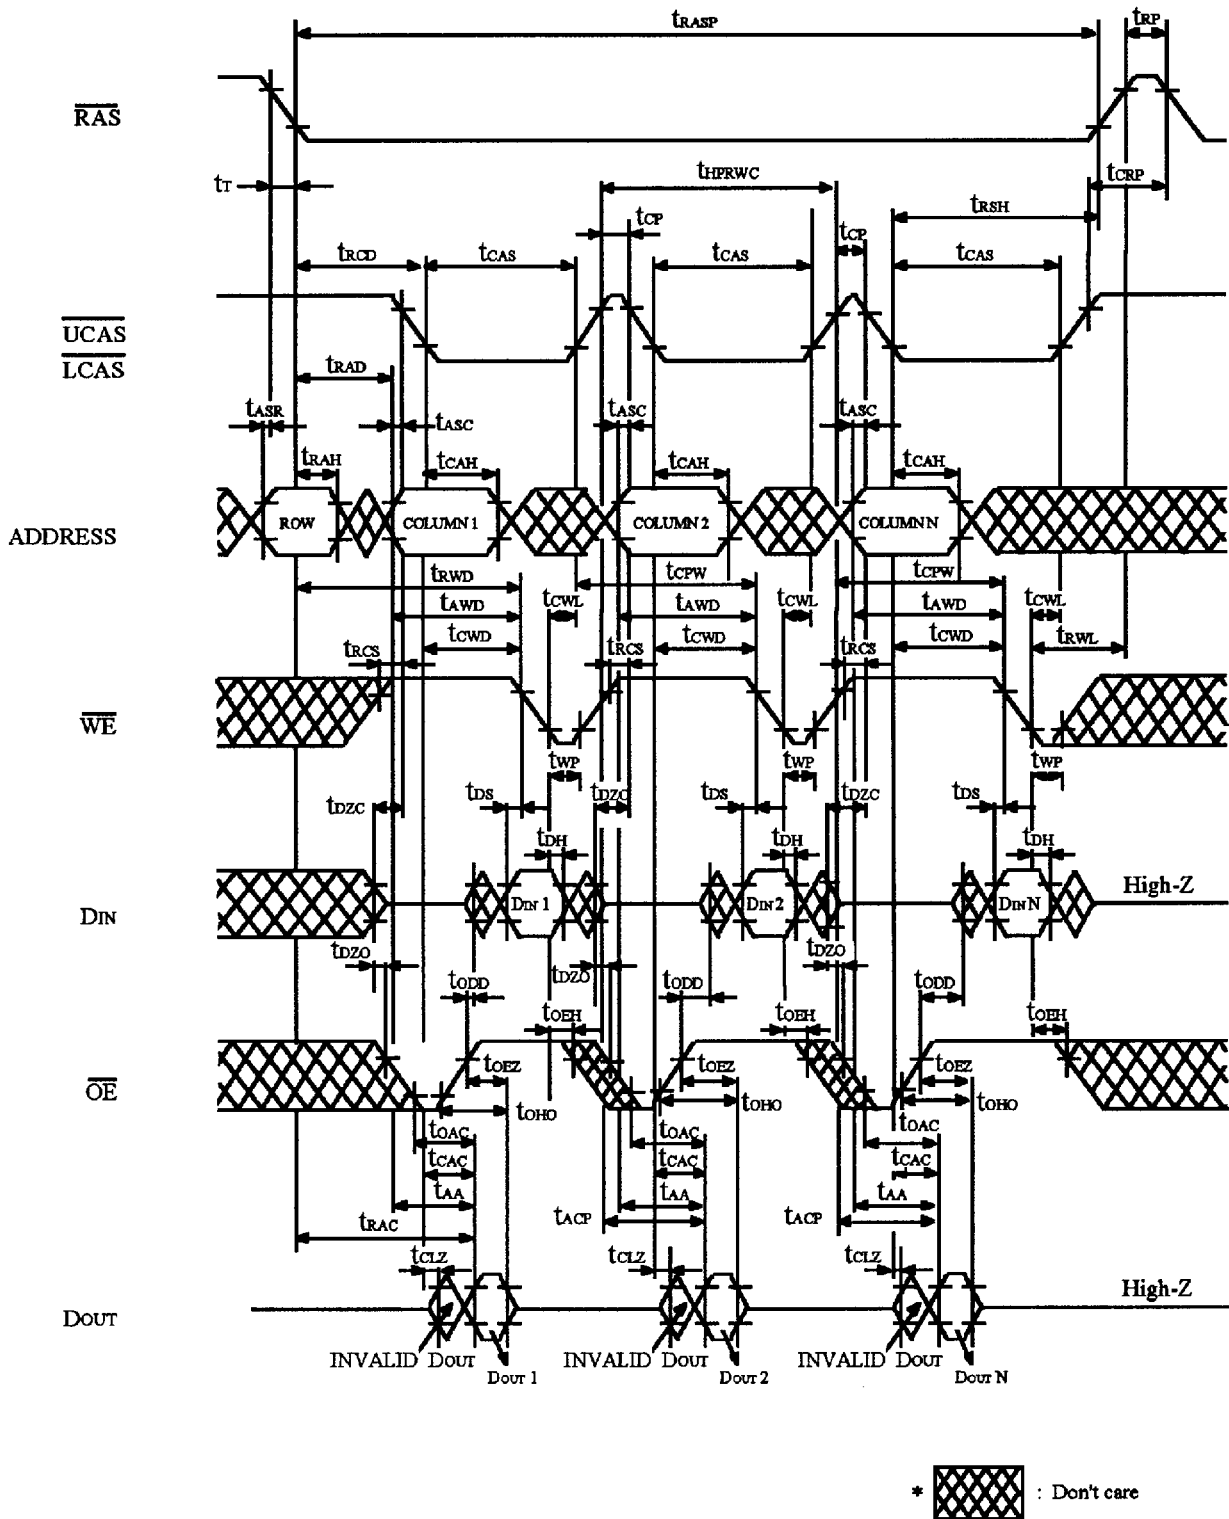 tRASP
tRP
RAS
tT
tHPRWC
tCRP
tRSH
tCP
tCP
tRCD
tCAS
tCAS
tCAS
UCAS
LCAS
tRAD
tASR
tASC
tASC
tASC
tRAH
tCAH
tCAH
tCAH
ADDRESS
ROW
COLUMN 1
COLUMN 2
COLUMN N
tRWD
tCPW
tCPW
tAWD
tCWL
tAWD
tCWL
tAWD
tCWL
tRCS
tCWD
tRCS
tCWD
tRCS
tCWD
tRWL
WE
tWP
tWP
tWP
tDZC
tDS
tDZC
tDS
tDZC
tDS
tDH
tDH
tDH
DIN
DIN 1
DIN 2
DIN N
High-Z
tDZO
tODD
tDZO
tODD
tDZO
tODD
tOEH
tOEH
tOEH
OE
tOEZ
tOEZ
tOEZ
tOHO
tOHO
tOHO
tOAC
tOAC
tOAC
tCAC
tCAC
tCAC
tAA
tAA
tAA
tRAC
tACP
tACP
tCLZ
tCLZ
tCLZ
DOUT
High-Z
INVALID DOUT
INVALID DOUT
INVALID DOUT
DOUT 1
DOUT 2
DOUT N
* : Don't care